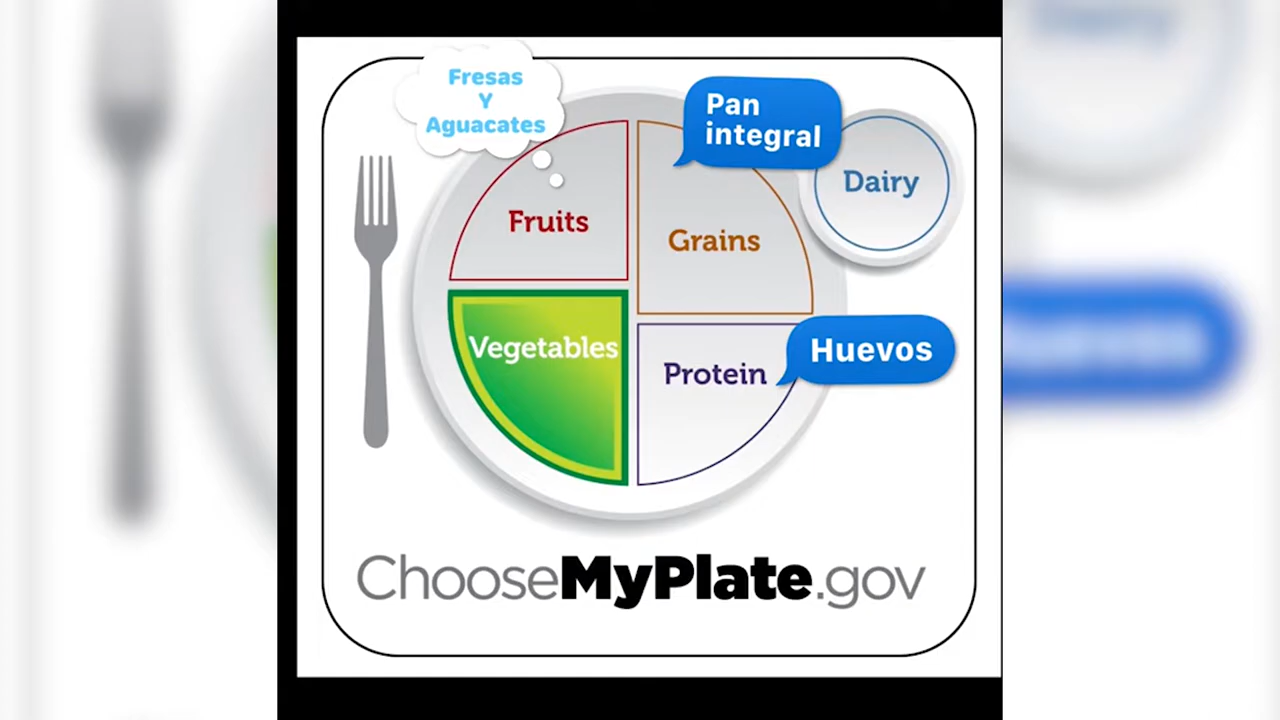 Fresas
Y
Aguacates
Pan
integral
Dairy
Fruits
Grains
Vegetables
Protein
Huevos
ChooseMyPlate.gov